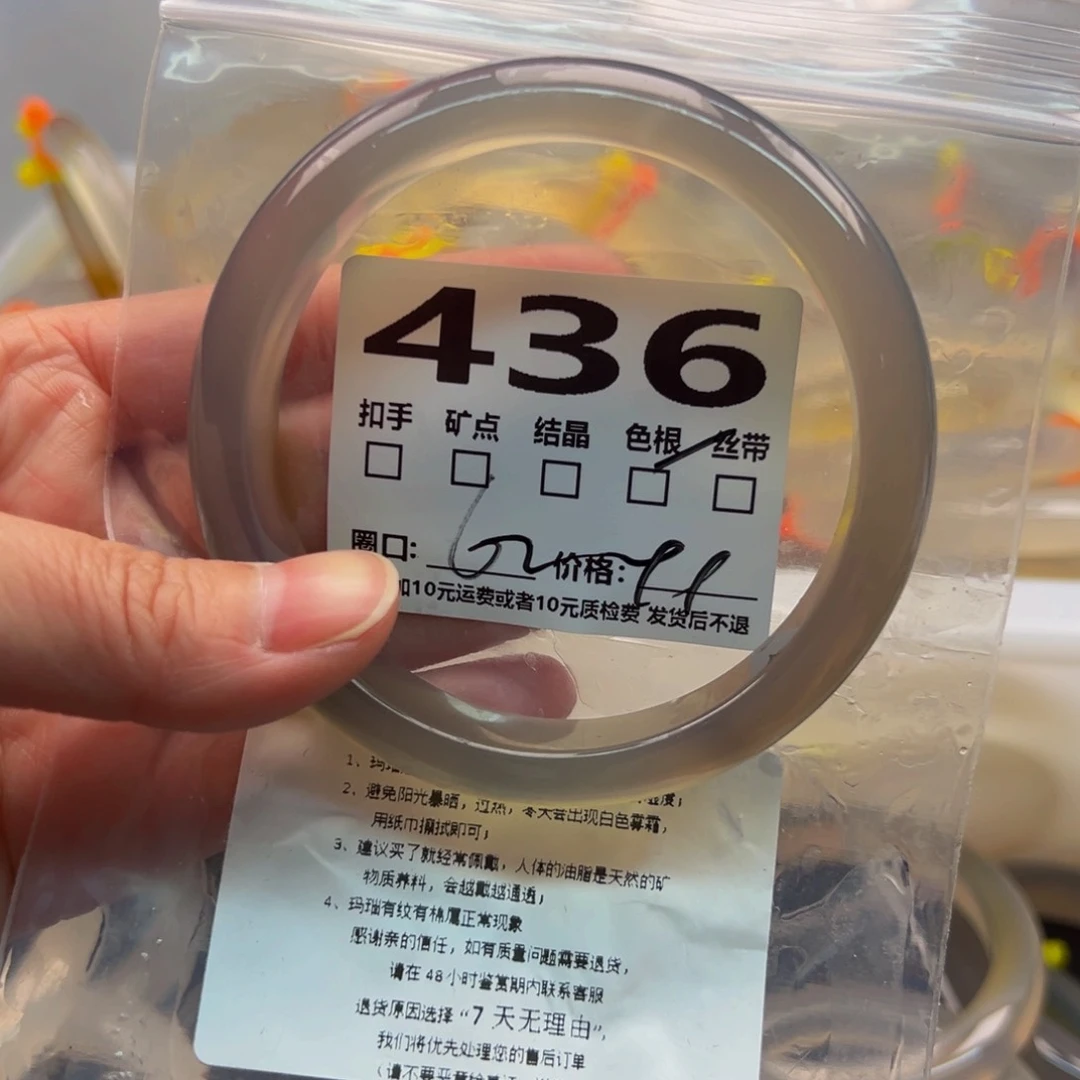 436
扣手 矿点 结晶 色根 丝带
圈口: 62 价格:
加10元运费或者10元质检费 发货后不退
1、玛瑙
2、避免阳光暴晒，过热，冬天会出现白色雾霜，
用纸巾擦拭即可；
3、建议买了就经常佩戴，人体的油脂是天然的矿
物质养料，会越戴越通透；
4、玛瑙有纹有棉属正常现象
感谢亲的信任，如有质量问题需要退货，
请在48小时鉴赏期内联系客服
退货原因选择“7天无理由”，
我们将优先处理您的售后订单